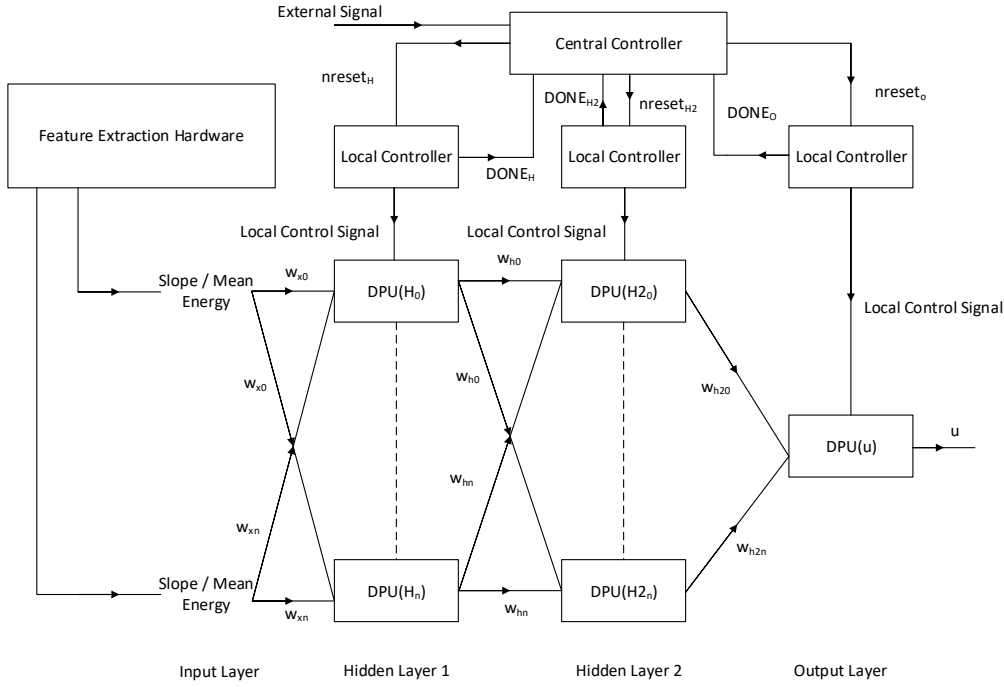 External Signal
Central Controller
nreset_H
DONE_H2
nreset_H2
nreset_o
DONE_O
Feature Extraction Hardware
Local Controller
Local Controller
Local Controller
DONE_H
Local Control Signal
Local Control Signal
Local Control Signal
Slope / Mean
Energy
w_x0
DPU(H_0)
w_h0
DPU(H2_0)
w_x0
w_h0
w_h20
DPU(u)
u
w_xn
w_hn
w_h2n
Slope / Mean
Energy
w_xn
DPU(H_n)
w_hn
DPU(H2_n)
Input Layer
Hidden Layer 1
Hidden Layer 2
Output Layer